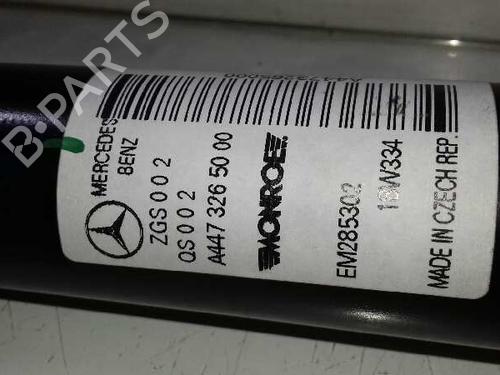 MERCEDES
BENZ
ZGS 0 0 2
QS 0 0 2
A447 326 50 00
MONROE
EM285302
MADE IN CZECH REP.
B-PARTS